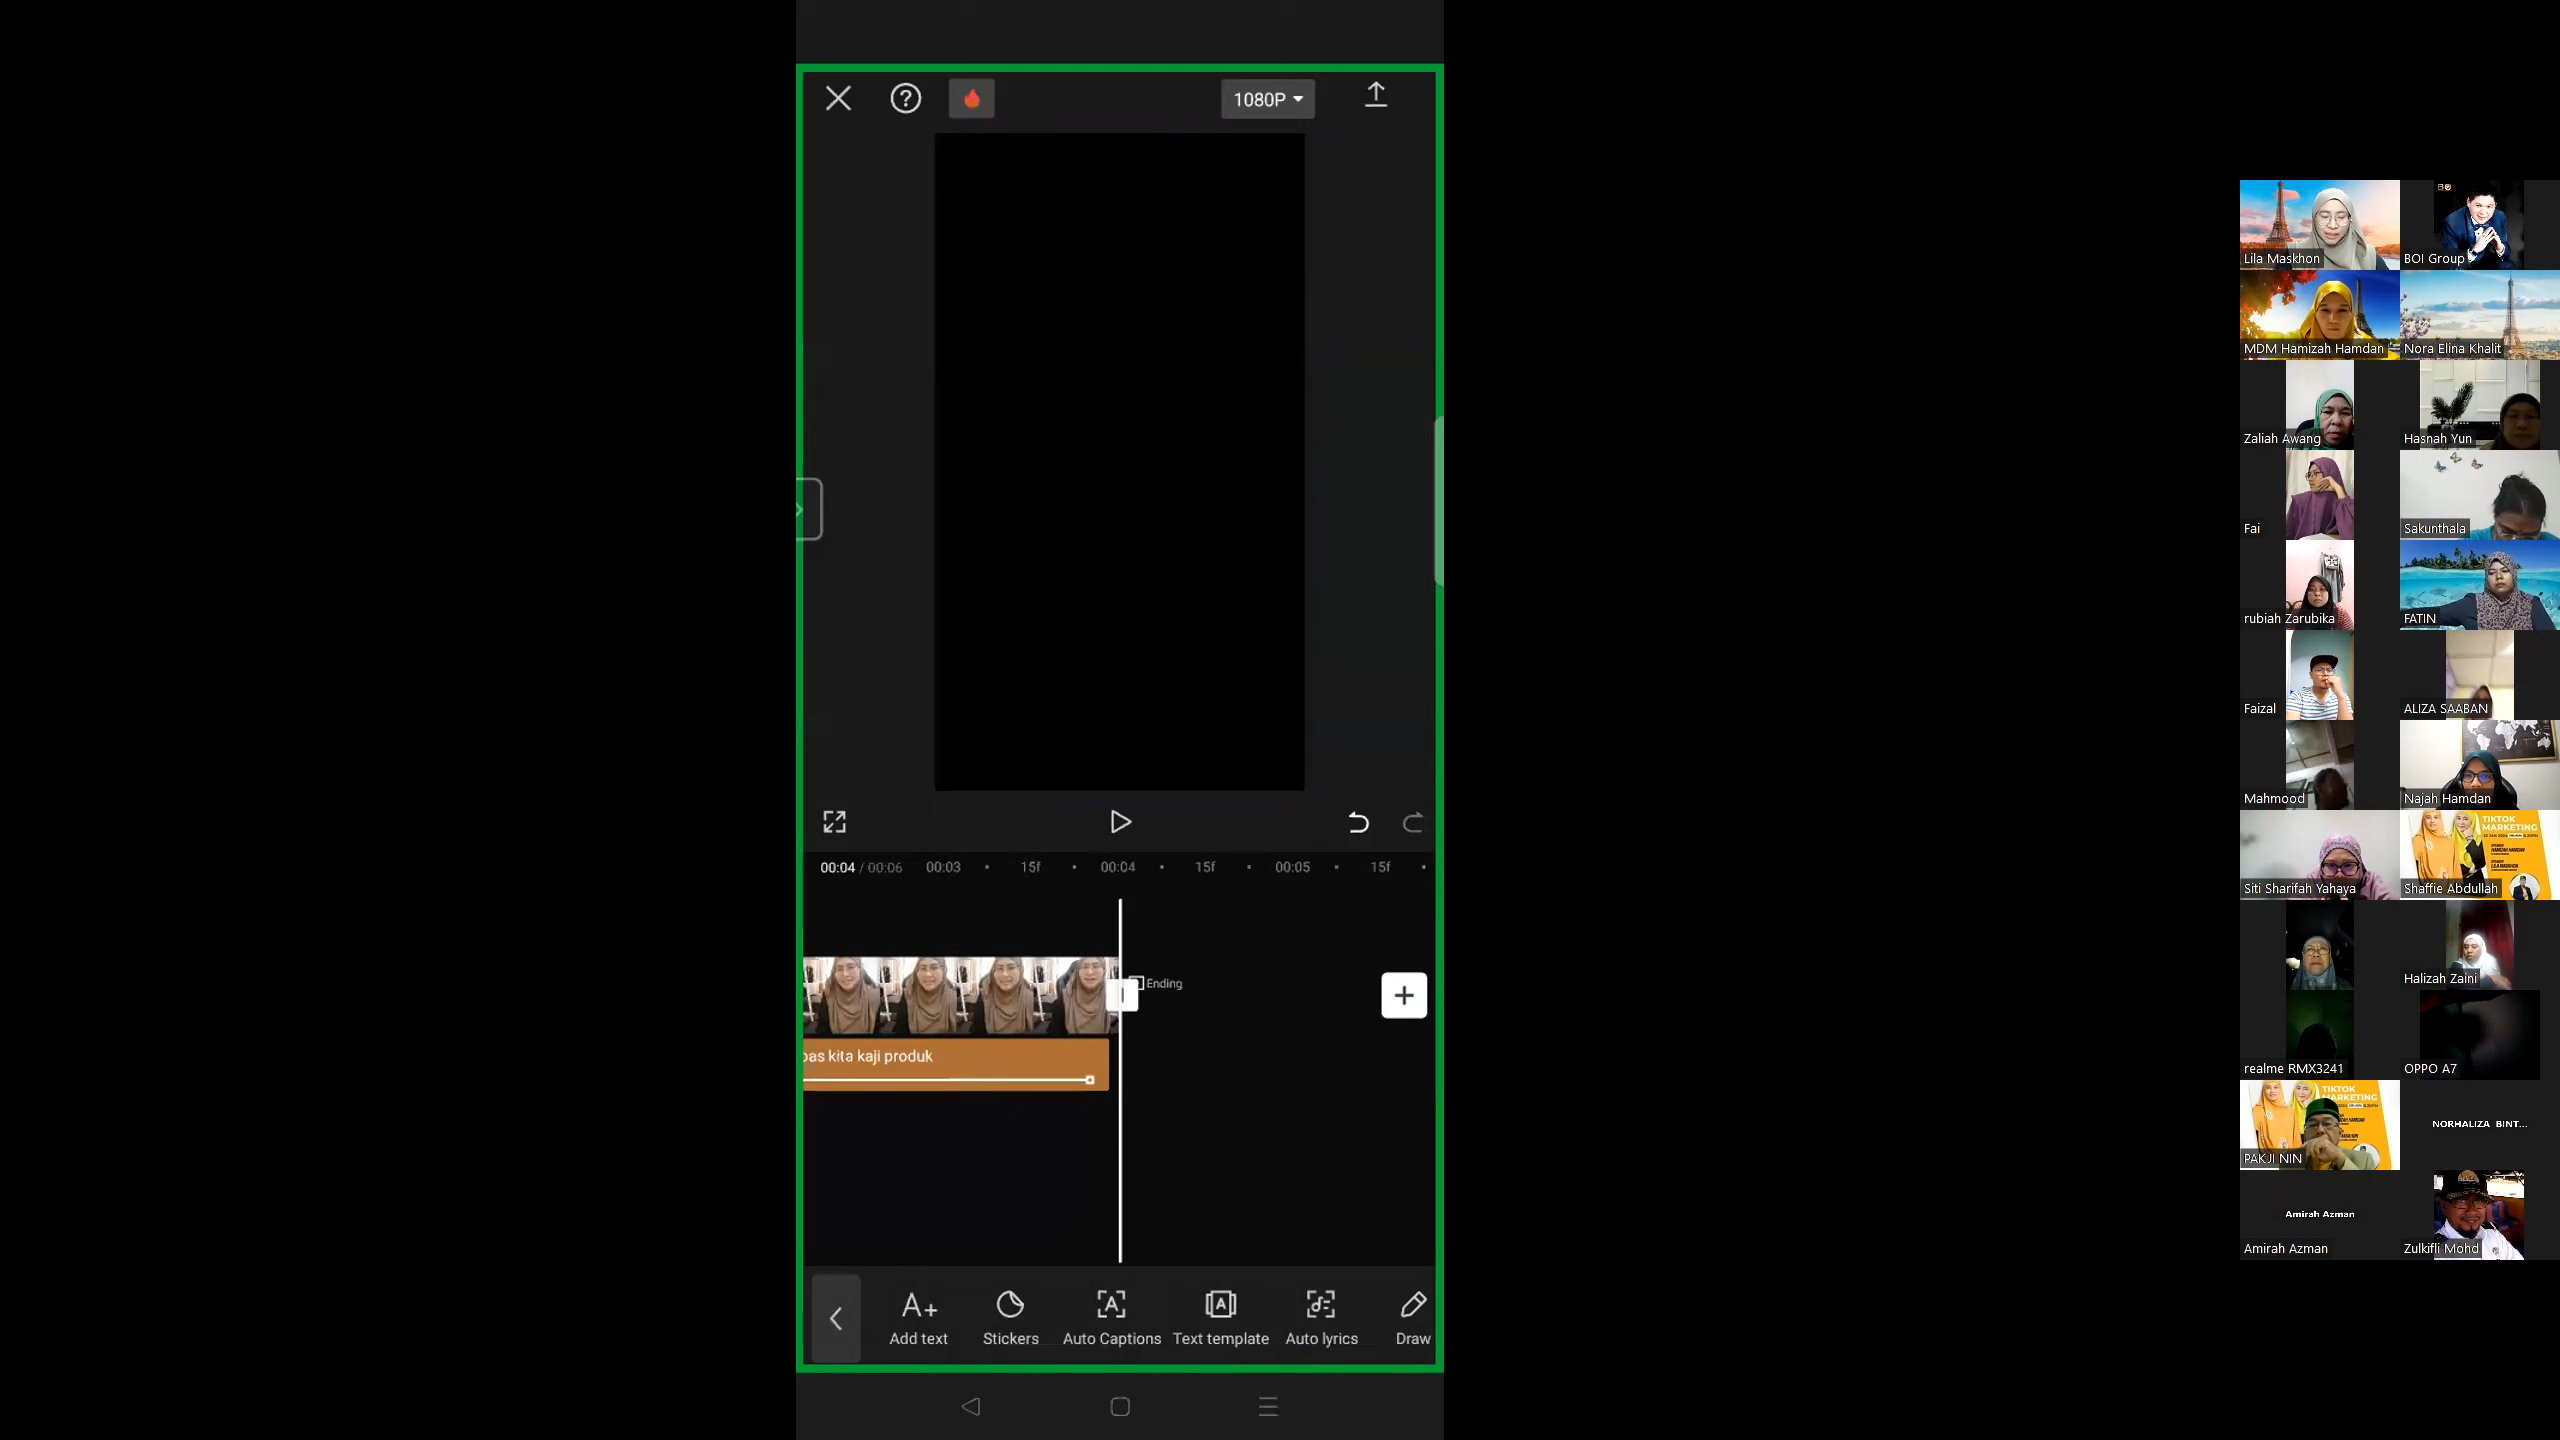 1080P
00:04 / 00:06 00:03 15f 00:04 15f 00:05 15f
Ending
pas kita kaji produk
Add text Stickers Auto Captions Text template Auto lyrics Draw
Lila Maskhon
BOI Group
MDM Hamizah Hamdan
Nora Elina Khalit
Zaliah Awang
Hasnah Yun
Fai
Sakunthala
rubiah Zarubika
FATIN
Faizal
ALIZA SAABAN
Mahmood
Najah Hamdan
Siti Sharifah Yahaya
TIKTOK
MARKETING
Shaffie Abdullah
Halizah Zaini
realme RMX3241
OPPO A7
TIKTOK
MARKETING
PAKJI NIN
NORHALIZA BINT...
Amirah Azman
Amirah Azman
Zulkifli Mohd